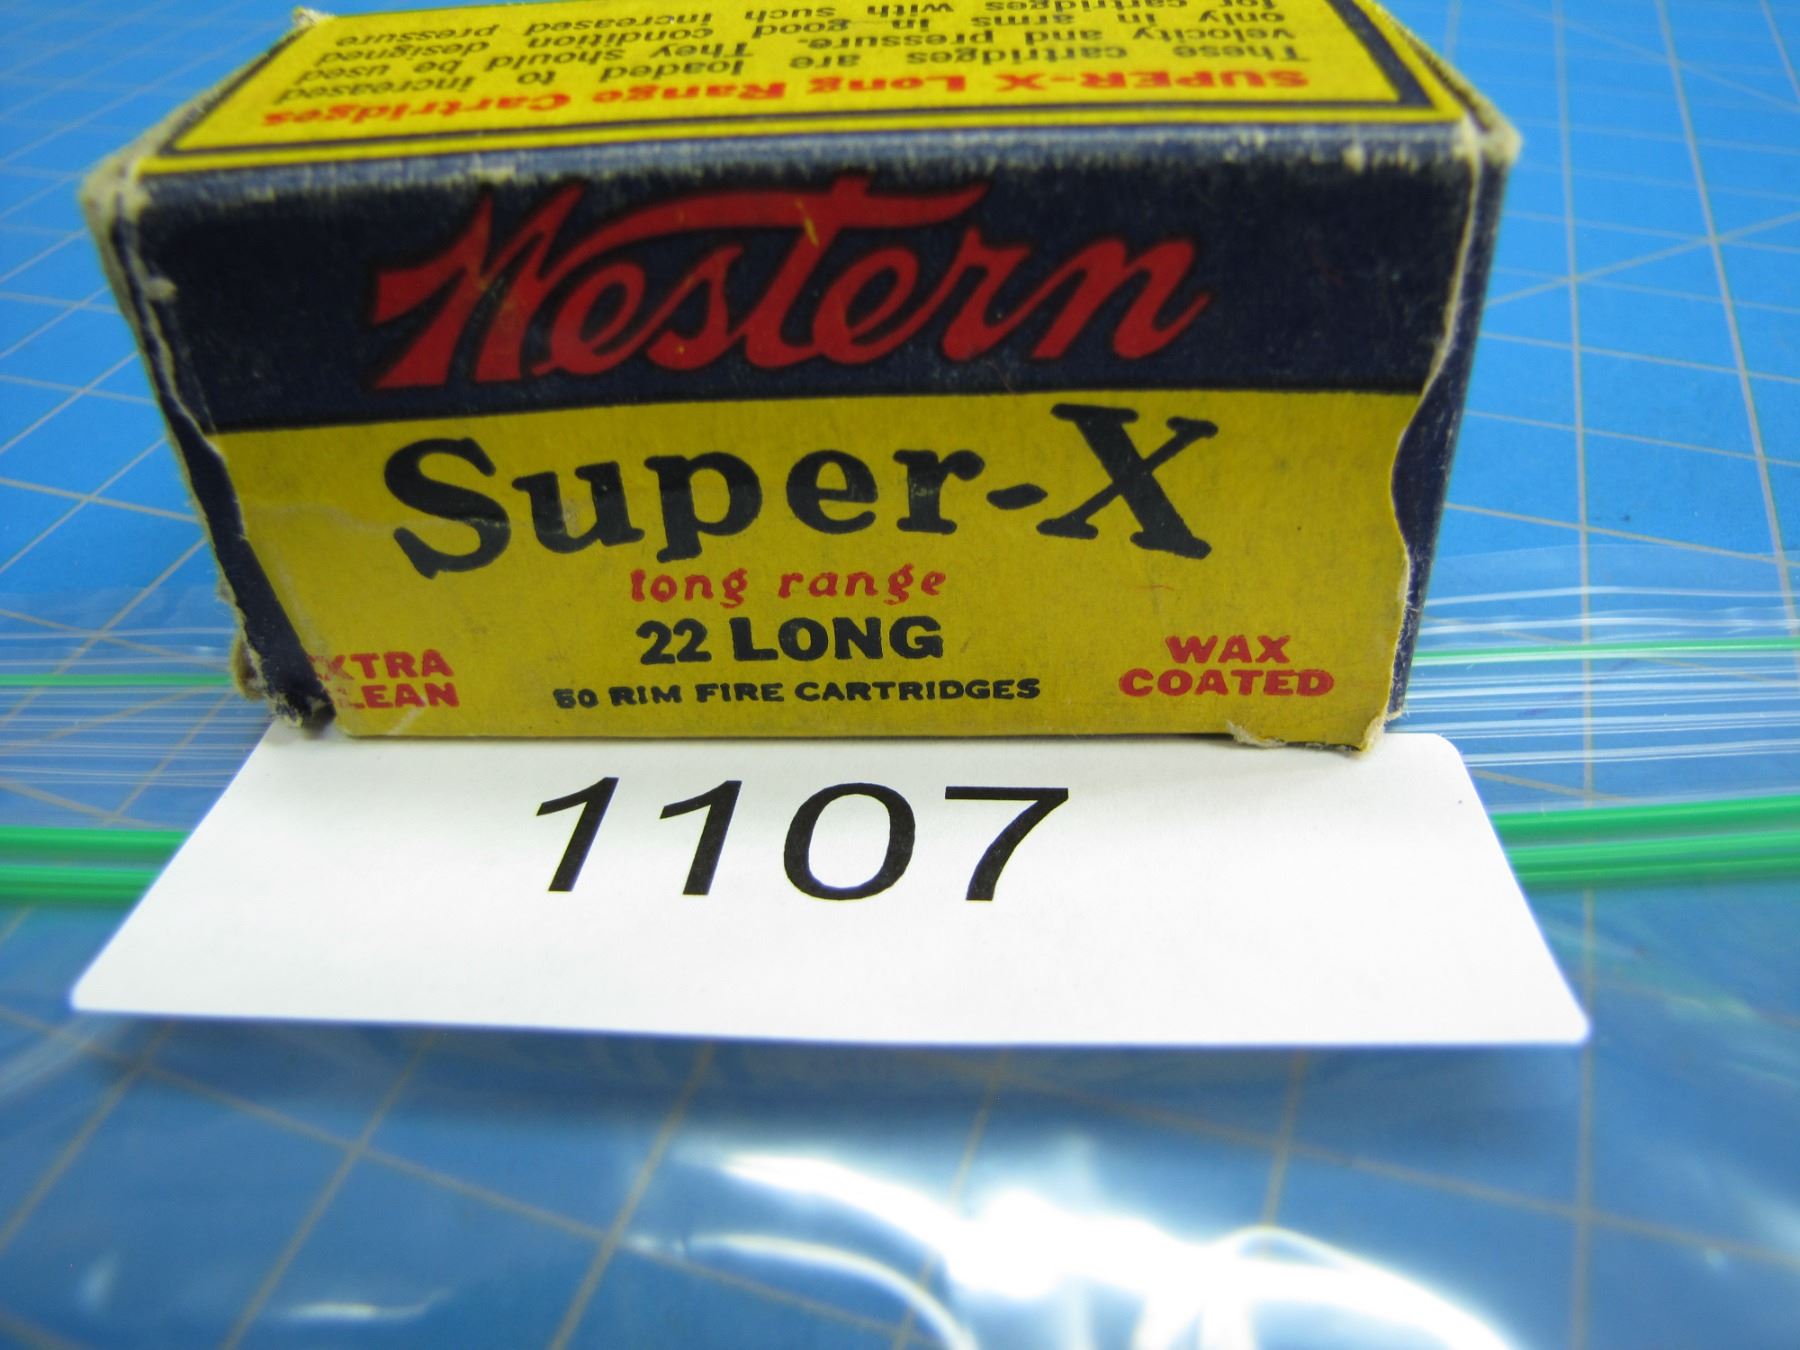 SUPER-X Long Range Cartridges
These cartridges are loaded to increased
velocity and pressure. They should be used
only in arms in good condition designed
for cartridges with such increased pressure
Western
Super-X
long range
22 LONG
50 RIM FIRE CARTRIDGES
XTRA
LEAN
WAX
COATED
1107